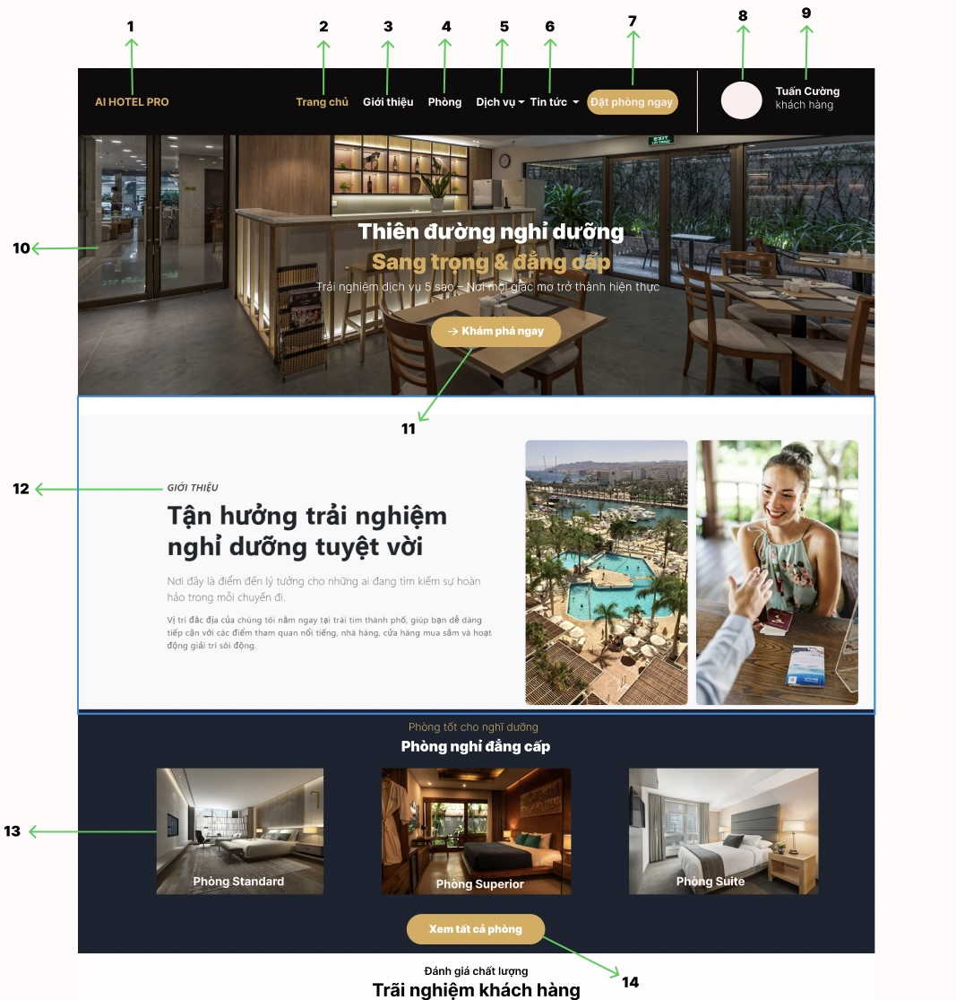 1
2
3
4
5
6
7
8
9
AI HOTEL PRO
Trang chủ
Giới thiệu
Phòng
Dịch vụ
Tin tức
Đặt phòng ngay
Tuấn Cường
khách hàng
EXIT
10
Thiên đường nghỉ dưỡng
Sang trọng & đẳng cấp
Trải nghiệm dịch vụ 5 sao – Nơi mọi giấc mơ trở thành hiện thực
→ Khám phá ngay
11
12
GIỚI THIỆU
Tận hưởng trải nghiệm
nghỉ dưỡng tuyệt vời
Nơi đây là điểm đến lý tưởng cho những ai đang tìm kiếm sự hoàn
hảo trong mỗi chuyến đi.
Vị trí đắc địa của chúng tôi nằm ngay tại trái tim thành phố, giúp bạn dễ dàng
tiếp cận với các điểm tham quan nổi tiếng, nhà hàng, cửa hàng mua sắm và hoạt
động giải trí sôi động.
Phòng tốt cho nghĩ dưỡng
Phòng nghỉ đẳng cấp
13
Phòng Standard
Phòng Superior
Phòng Suite
Xem tất cả phòng
14
Đánh giá chất lượng
Trãi nghiệm khách hàng